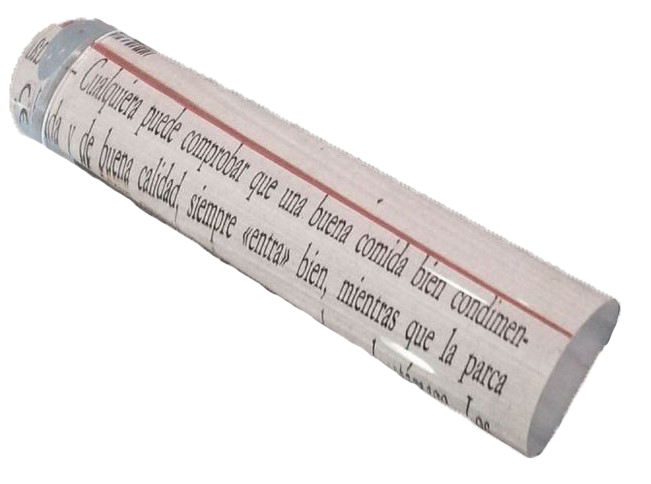 - Cualquiera puede comprobar que una buena comida bien condimen-
da y de buena calidad, siempre «entra» bien, mientras que la parca
Los